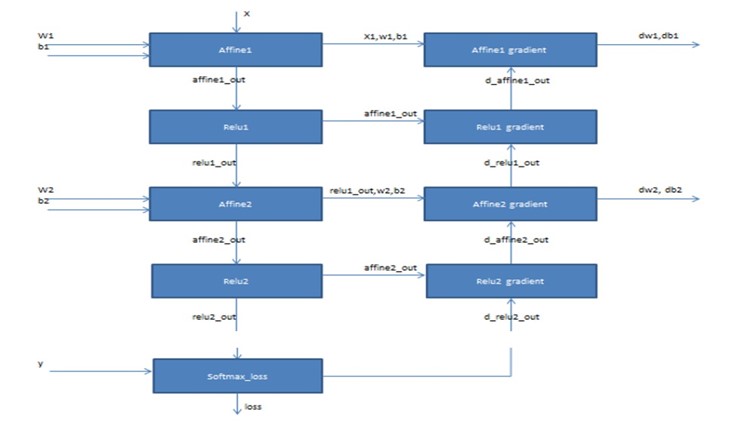 x
W1
b1
Affine1
X1,w1,b1
Affine1 gradient
dw1,db1
affine1_out
d_affine1_out
Relu1
affine1_out
Relu1 gradient
relu1_out
d_relu1_out
W2
b2
Affine2
relu1_out,w2,b2
Affine2 gradient
dw2, db2
affine2_out
d_affine2_out
Relu2
affine2_out
Relu2 gradient
relu2_out
d_relu2_out
y
Softmax_loss
loss